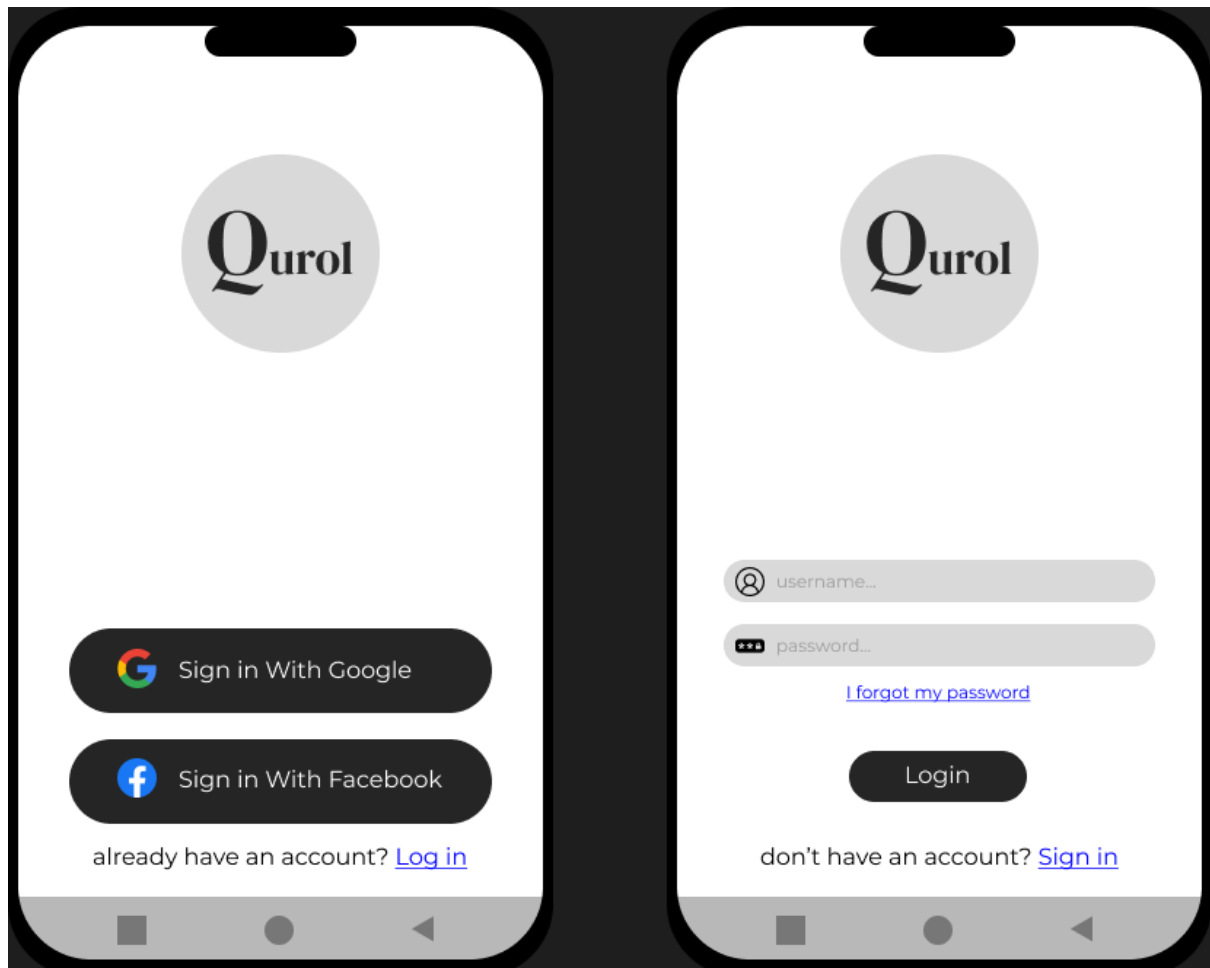 Qurol
Sign in With Google
Sign in With Facebook
already have an account? Log in
Qurol
username...
password...
I forgot my password
Login
don’t have an account? Sign in